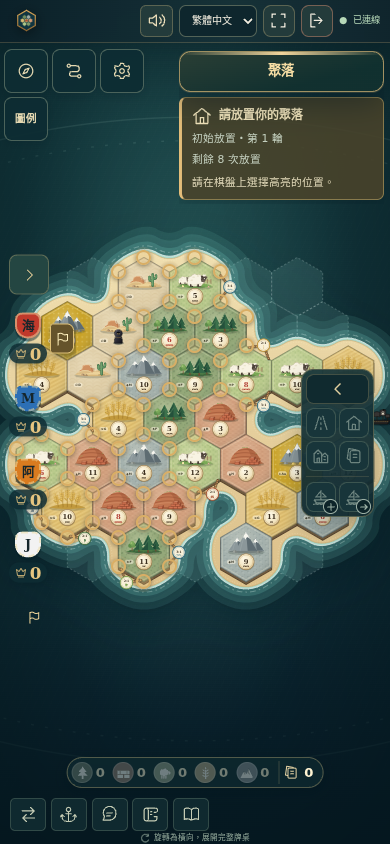 繁體中文
已連線
聚落
圖例
請放置你的聚落
初始放置・第 1 輪
剩餘 8 次放置
請在棋盤上選擇高亮的位置。
5
海
6
3
0
4
10
9
8
10
M
4
5
3
0
阿
11
4
12
2
3
0
8
9
11
J
10
11
9
0
0
0
0
0
0
0
旋轉為橫向，展開完整牌桌